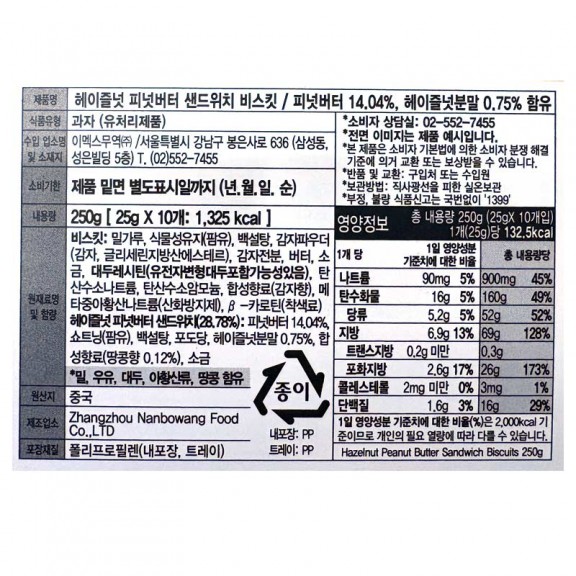 제품명 헤이즐넛 피넛버터 샌드위치 비스킷 / 피넛버터 14.04%, 헤이즐넛분말 0.75% 함유
식품유형 과자 (유처리제품)
수입 업소명 및 소재지
이멕스무역㈜ /서울특별시 강남구 봉은사로 636 (삼성동,
성은빌딩 5층) T. 02)552-7455
소비기한 제품 밑면 별도표시일까지 (년.월.일. 순)
내용량 250g [ 25g X 10개: 1,325 kcal ]
원재료명 및 함량
비스킷: 밀가루, 식물성유지(팜유), 백설탕, 감자파우더
(감자, 글리세린지방산에스테르), 감자전분, 버터, 소
금, 대두레시틴(유전자변형대두포함가능성있음), 탄
산수소나트륨, 탄산수소암모늄, 합성향료(감자향), 메
타중아황산나트륨(산화방지제), β -카로틴(착색료)
헤이즐넛 피넛버터 샌드위치(28.78%): 피넛버터 14.04%,
쇼트닝(팜유), 백설탕, 포도당, 헤이즐넛분말 0.75%, 합
성향료(땅콩향 0.12%), 소금
*밀, 우유, 대두, 아황산류, 땅콩 함유
원산지 중국
제조업소 Zhangzhou Nanbowang Food
Co.,LTD
포장재질 폴리프로필렌(내포장, 트레이)
종이
내포장: PP
트레이: PP
*소비자 상담실: 02-552-7455
*전면 이미지는 제품 예시입니다.
*본 제품은 소비자 기본법에 의한 소비자 분쟁 해결
기준에 의거 교환 또는 보상받을 수 있습니다.
*반품 및 교환: 구입처 또는 수입원
*보관방법: 직사광선을 피한 실온보관
*부정, 불량 식품신고는 국번없이 '1399'
영양정보 총 내용량 250g (25gX10개입)
1개(25g)당 132.5kcal
1개 당 1일 영양성분 기준치에 대한 비율 총 내용량당
나트륨 90mg 5% 900mg 45%
탄수화물 16g 5% 160g 49%
당류 5.2g 5% 52g 52%
지방 6.9g 13% 69g 128%
트랜스지방 0.2g 미만 0.3g
포화지방 2.6g 17% 26g 173%
콜레스테롤 2mg 미만 0% 3mg 1%
단백질 1.6g 3% 16g 29%
1일 영양성분 기준치에 대한 비율(%)은 2,000kcal 기
준이므로 개인의 필요 열량에 따라 다를 수 있습니다.
Hazelnut Peanut Butter Sandwich Biscuits 250g